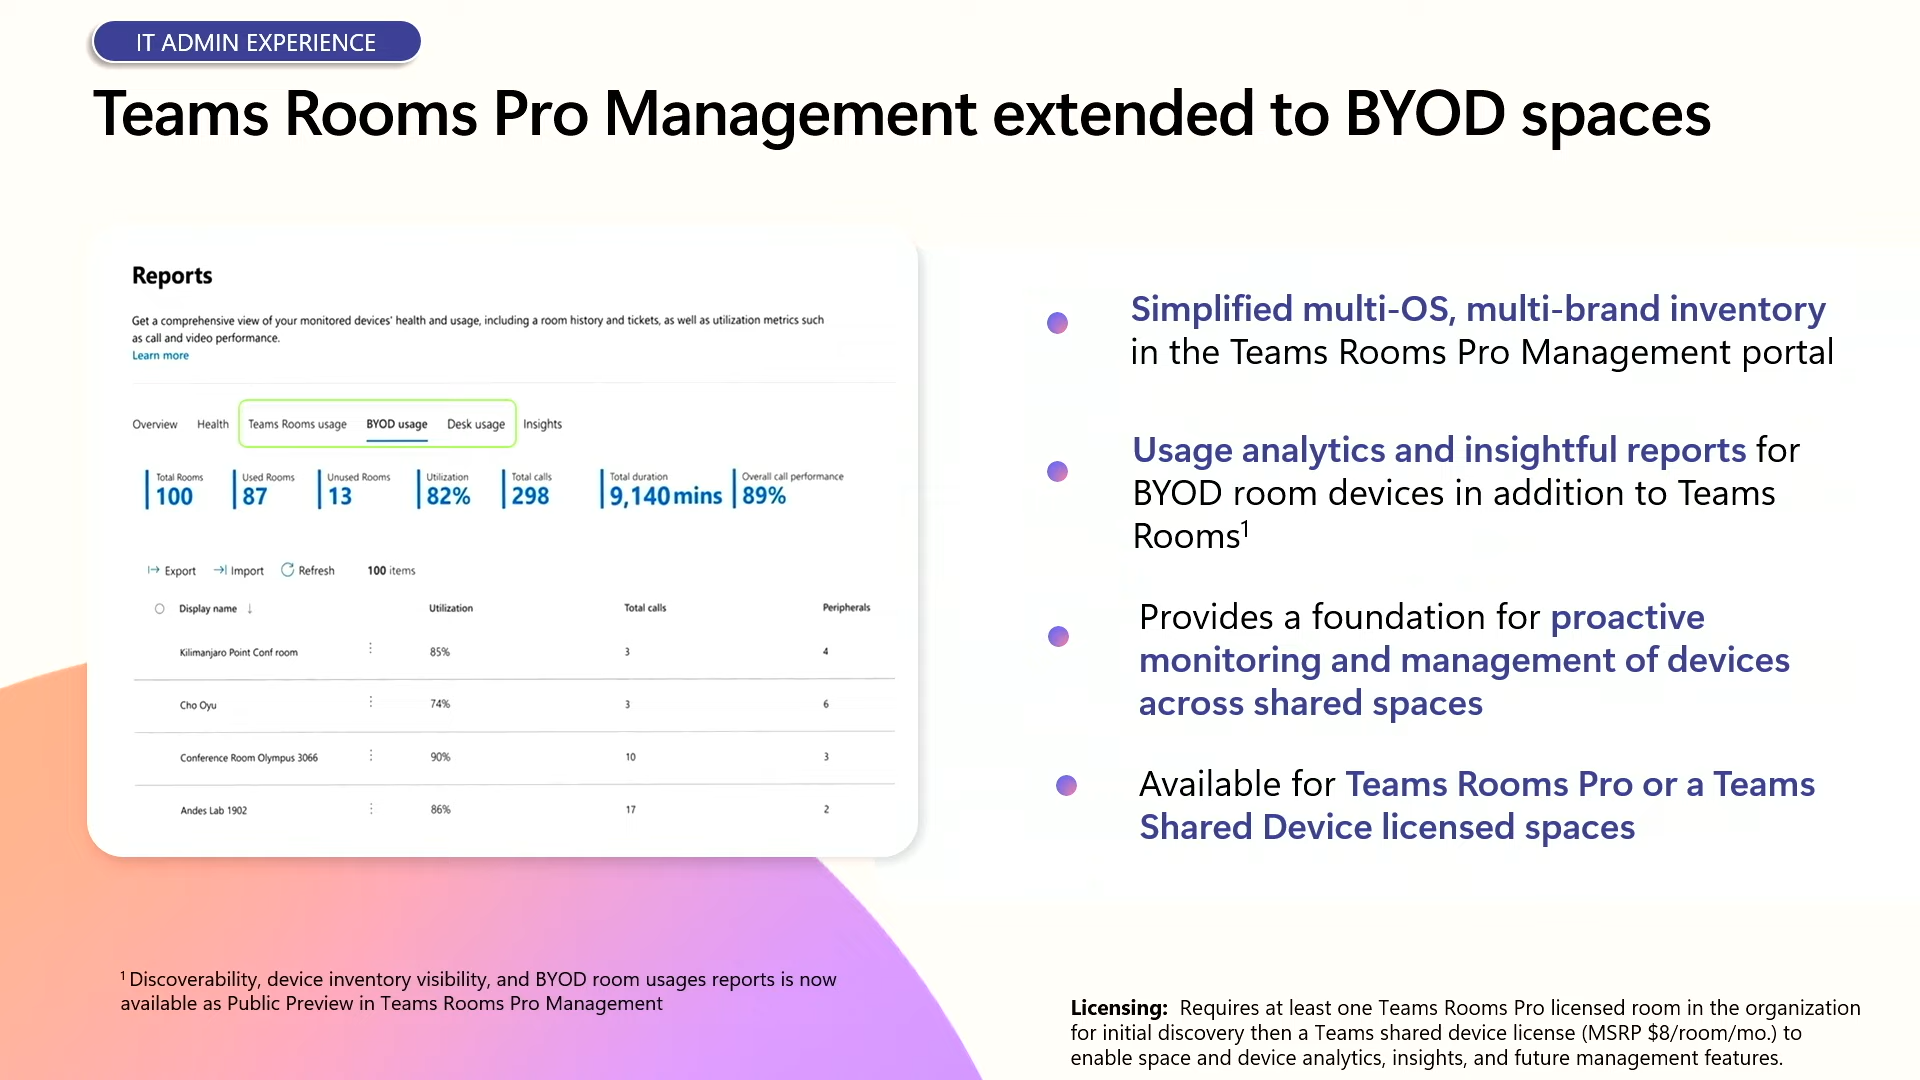 IT ADMIN EXPERIENCE
Teams Rooms Pro Management extended to BYOD spaces
Reports
Get a comprehensive view of your monitored devices' health and usage, including a room history and tickets, as well as utilization metrics such
as call and video performance.
Learn more
Overview Health Teams Rooms usage BYOD usage Desk usage Insights
Total Rooms Used Rooms Unused Rooms Utilization Total calls Total duration Overall call performance
100 87 13 82% 298 9,140 mins 89%
Export Import Refresh 100 items
Display name ↓ Utilization Total calls Peripherals
Kilimanjaro Point Conf room 85% 3 4
Cho Oyu 74% 3 6
Conference Room Olympus 3066 90% 10 3
Andes Lab 1902 86% 17 2
Simplified multi-OS, multi-brand inventory
in the Teams Rooms Pro Management portal
Usage analytics and insightful reports for
BYOD room devices in addition to Teams
Rooms¹
Provides a foundation for proactive
monitoring and management of devices
across shared spaces
Available for Teams Rooms Pro or a Teams
Shared Device licensed spaces
¹ Discoverability, device inventory visibility, and BYOD room usages reports is now
available as Public Preview in Teams Rooms Pro Management
Licensing: Requires at least one Teams Rooms Pro licensed room in the organization
for initial discovery then a Teams shared device license (MSRP $8/room/mo.) to
enable space and device analytics, insights, and future management features.